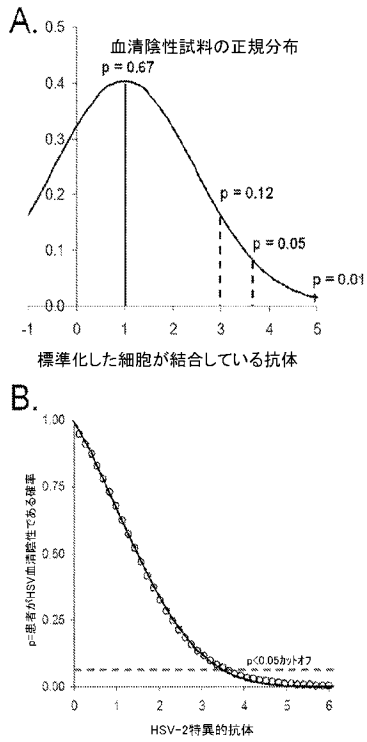 A.
血清陰性試料の正規分布
p = 0.67
0.5
0.4
0.3
0.2
0.1
0.0
p = 0.12
p = 0.05
p = 0.01
-1 0 1 2 3 4 5
標準化した細胞が結合している抗体
B.
p=患者がHSV血清陰性である確率
1.00
0.75
0.50
0.25
0.00
p<0.05カットオフ
0 1 2 3 4 5 6
HSV-2特異的抗体